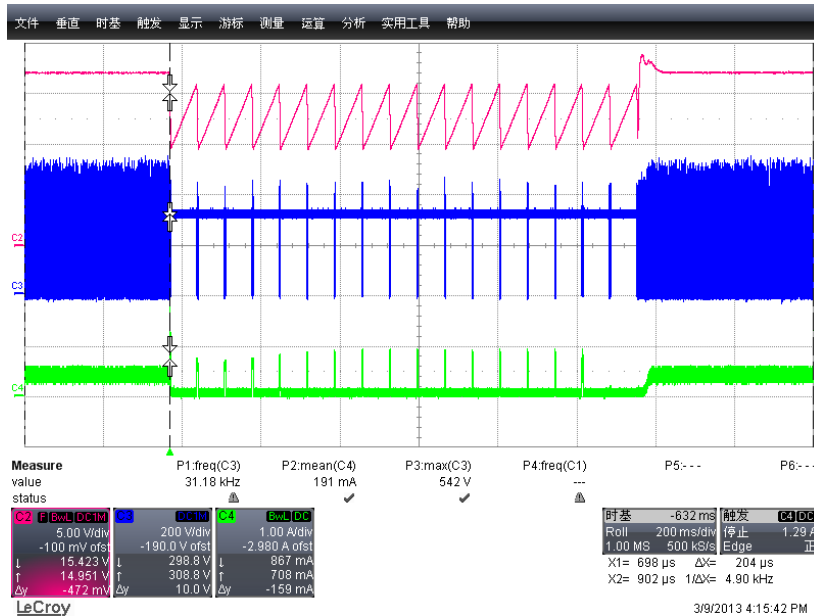 文件 垂直 时基 触发 显示 游标 测量 运算 分析 实用工具 帮助
C2
C3
C4
Measure P1:freq(C3) P2:mean(C4) P3:max(C3) P4:freq(C1) P5:- - - P6:- -
value 31.18 kHz 191 mA 542 V ---
status
C2 F BwL DC1M
5.00 V/div
-100 mV ofst
↓ 15.423 V
↑ 14.951 V
Δy -472 mV
C3 DC1M
200 V/div
-190.0 V ofst
↓ 298.8 V
↑ 308.8 V
Δy 10.0 V
C4 BwL DC
1.00 A/div
-2.980 A ofst
↓ 867 mA
↑ 708 mA
Δy -159 mA
时基 -632 ms
Roll 200 ms/div
1.00 MS 500 kS/s
触发 C4 DC
停止 1.29 A
Edge 正
X1= 698 µs ΔX= 204 µs
X2= 902 µs 1/ΔX= 4.90 kHz
LeCroy
3/9/2013 4:15:42 PM